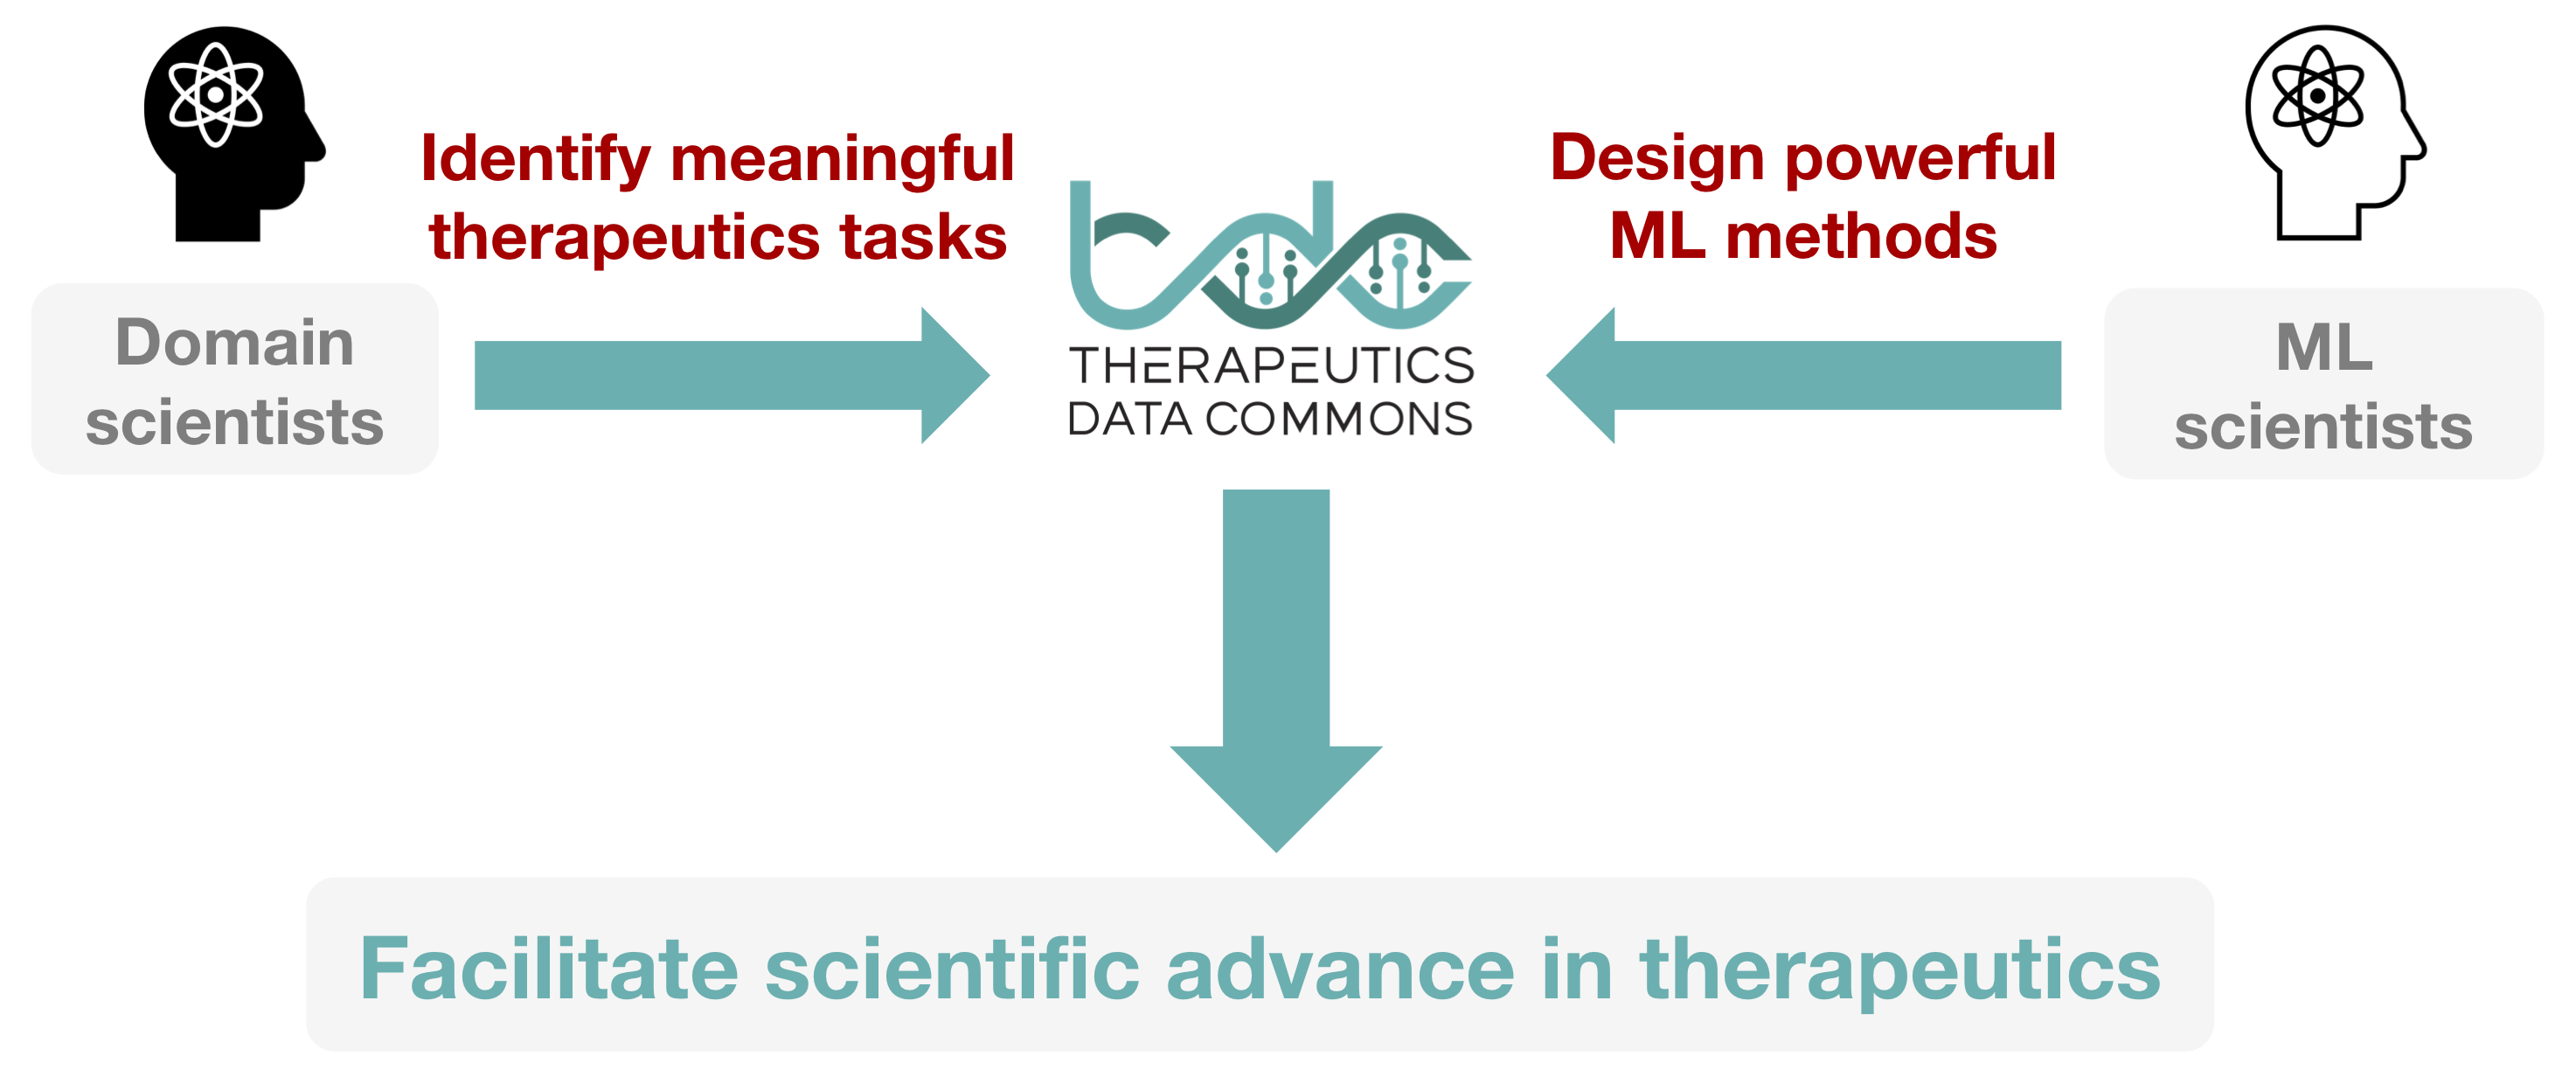 Identify meaningful
therapeutics tasks
Design powerful
ML methods
Domain
scientists
tdc
THERAPEUTICS
DATA COMMONS
ML
scientists
Facilitate scientific advance in therapeutics